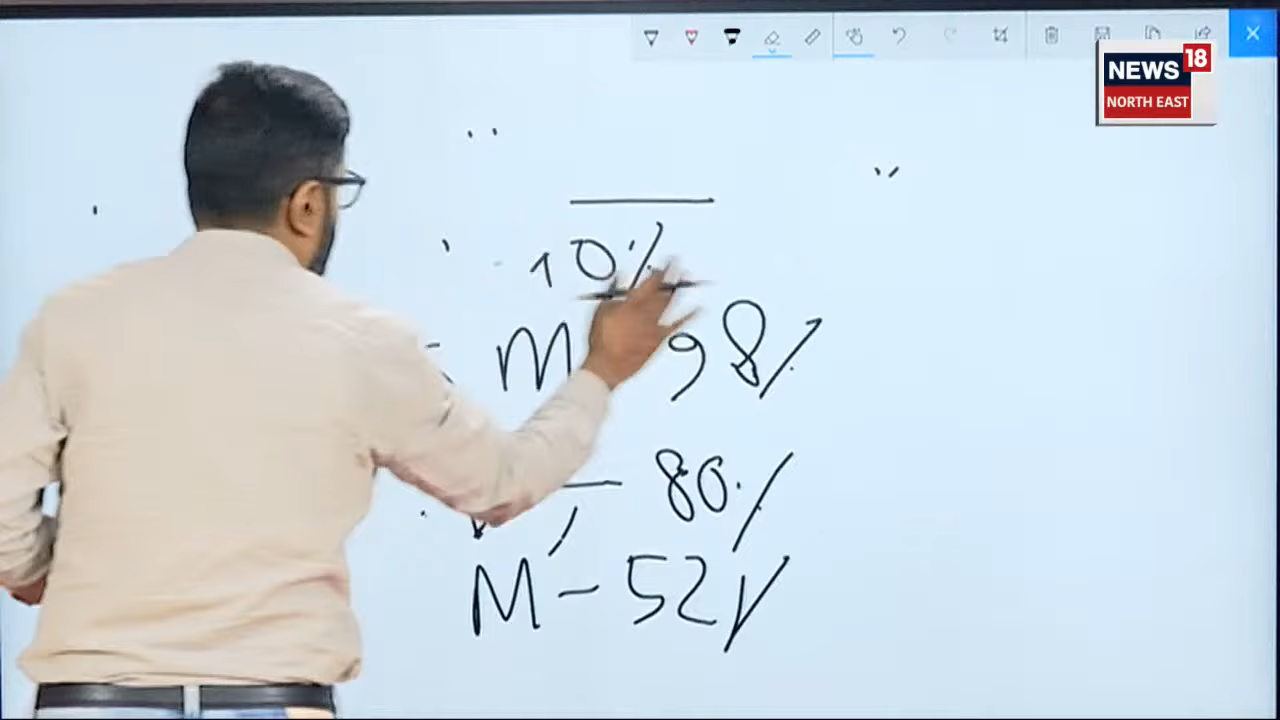 NEWS 18
NORTH EAST
10%
M 98%
80%
M - 52%